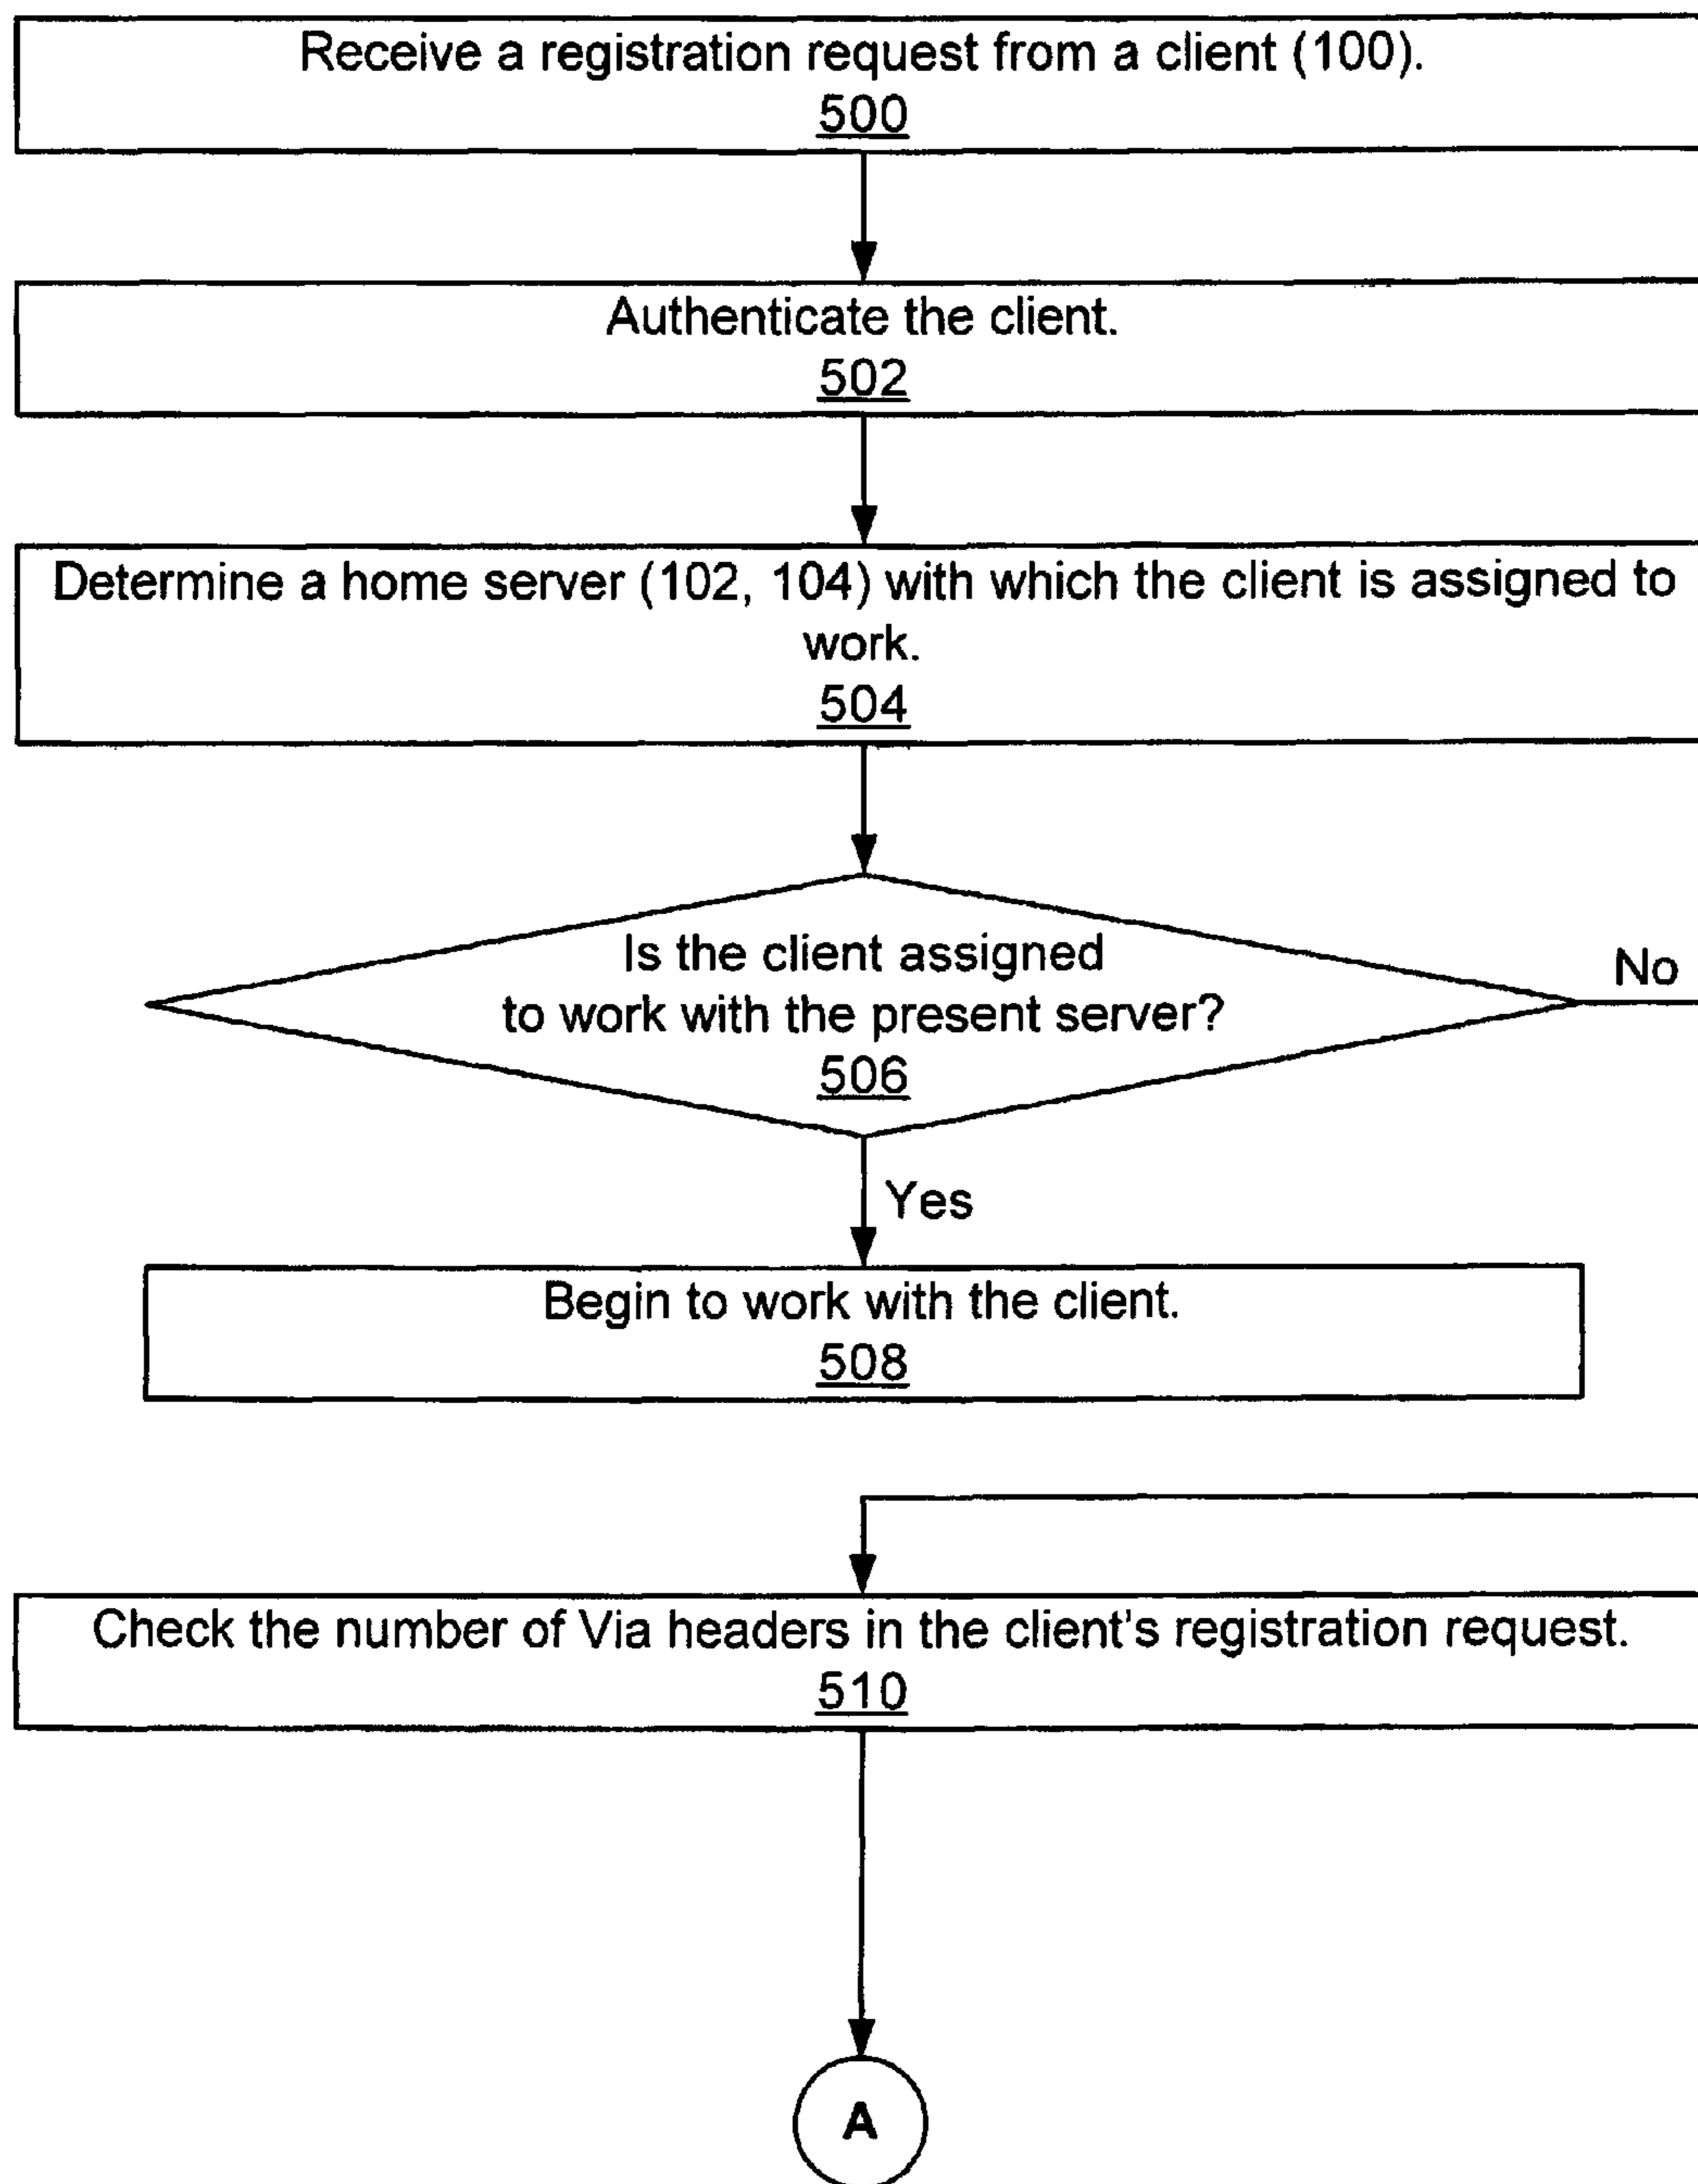 Receive a registration request from a client (100).
500
Authenticate the client.
502
Determine a home server (102, 104) with which the client is assigned to
work.
504
Is the client assigned
to work with the present server?
506
No
Yes
Begin to work with the client.
508
Check the number of Via headers in the client's registration request.
510
A